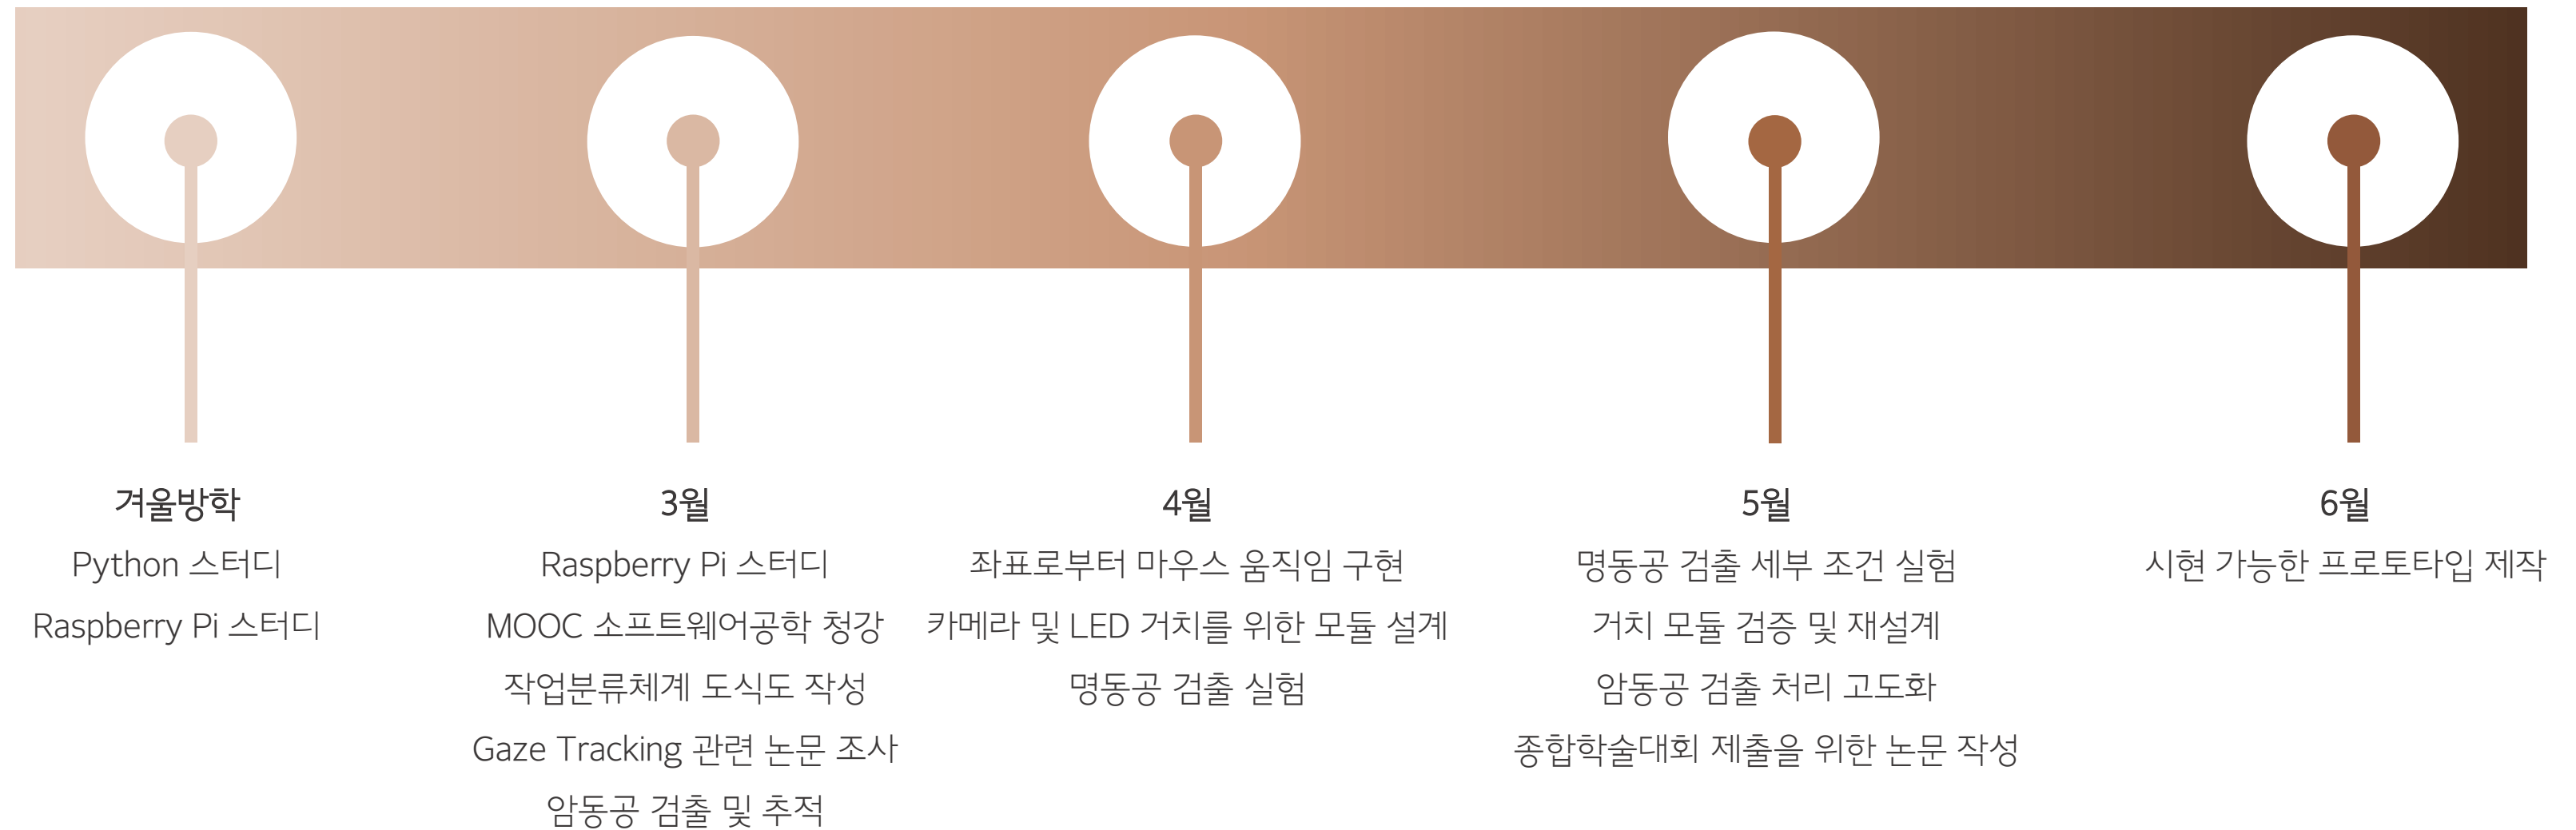 겨울방학
Python 스터디
Raspberry Pi 스터디
3월
Raspberry Pi 스터디
MOOC 소프트웨어공학 청강
작업분류체계 도식도 작성
Gaze Tracking 관련 논문 조사
암동공 검출 및 추적
4월
좌표로부터 마우스 움직임 구현
카메라 및 LED 거치를 위한 모듈 설계
명동공 검출 실험
5월
명동공 검출 세부 조건 실험
거치 모듈 검증 및 재설계
암동공 검출 처리 고도화
종합학술대회 제출을 위한 논문 작성
6월
시현 가능한 프로토타입 제작